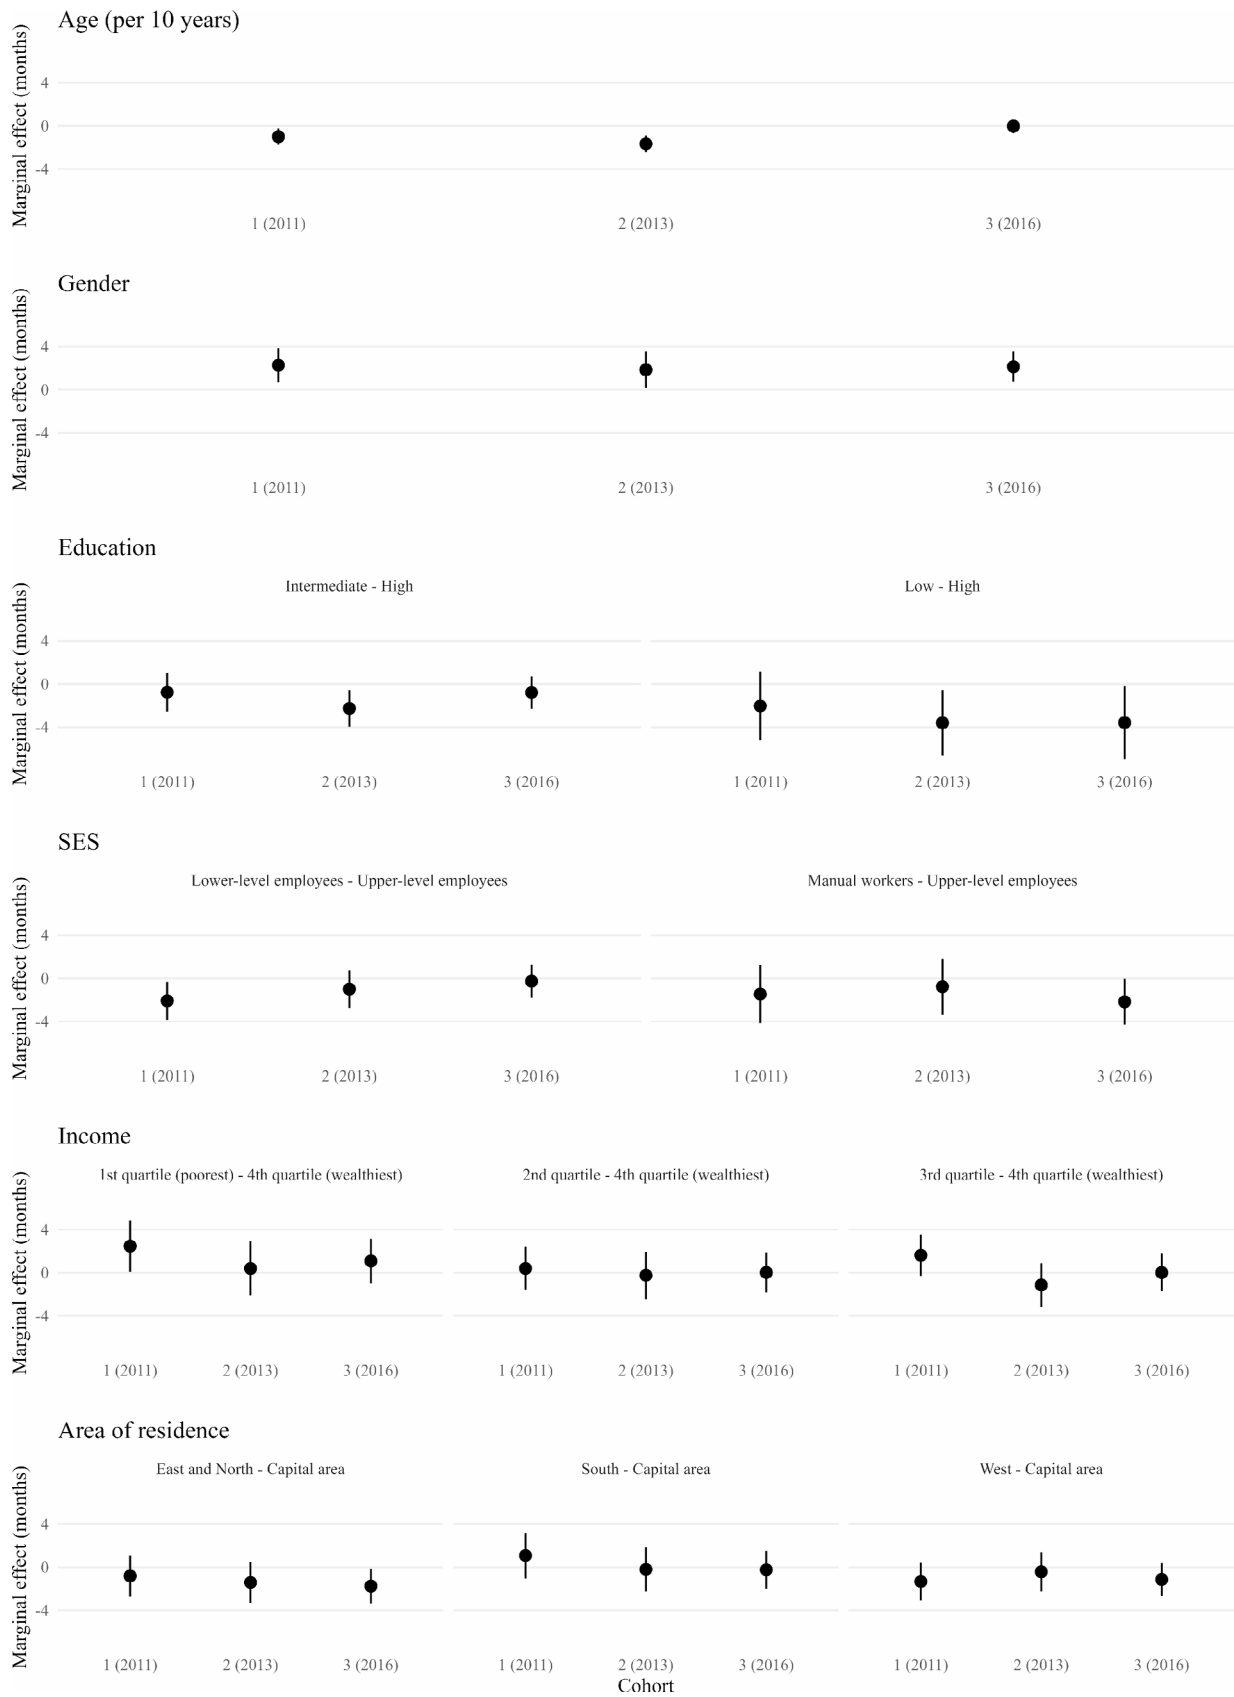 Age (per 10 years)
Marginal effect (months)
4
0
-4
1 (2011) 2 (2013) 3 (2016)
Gender
Marginal effect (months)
4
0
-4
1 (2011) 2 (2013) 3 (2016)
Education
Intermediate - High Low - High
Marginal effect (months)
4
0
-4
1 (2011) 2 (2013) 3 (2016) 1 (2011) 2 (2013) 3 (2016)
SES
Lower-level employees - Upper-level employees Manual workers - Upper-level employees
Marginal effect (months)
4
0
-4
1 (2011) 2 (2013) 3 (2016) 1 (2011) 2 (2013) 3 (2016)
Income
1st quartile (poorest) - 4th quartile (wealthiest) 2nd quartile - 4th quartile (wealthiest) 3rd quartile - 4th quartile (wealthiest)
Marginal effect (months)
4
0
-4
1 (2011) 2 (2013) 3 (2016) 1 (2011) 2 (2013) 3 (2016) 1 (2011) 2 (2013) 3 (2016)
Area of residence
East and North - Capital area South - Capital area West - Capital area
Marginal effect (months)
4
0
-4
1 (2011) 2 (2013) 3 (2016) 1 (2011) 2 (2013) 3 (2016) 1 (2011) 2 (2013) 3 (2016)
Cohort